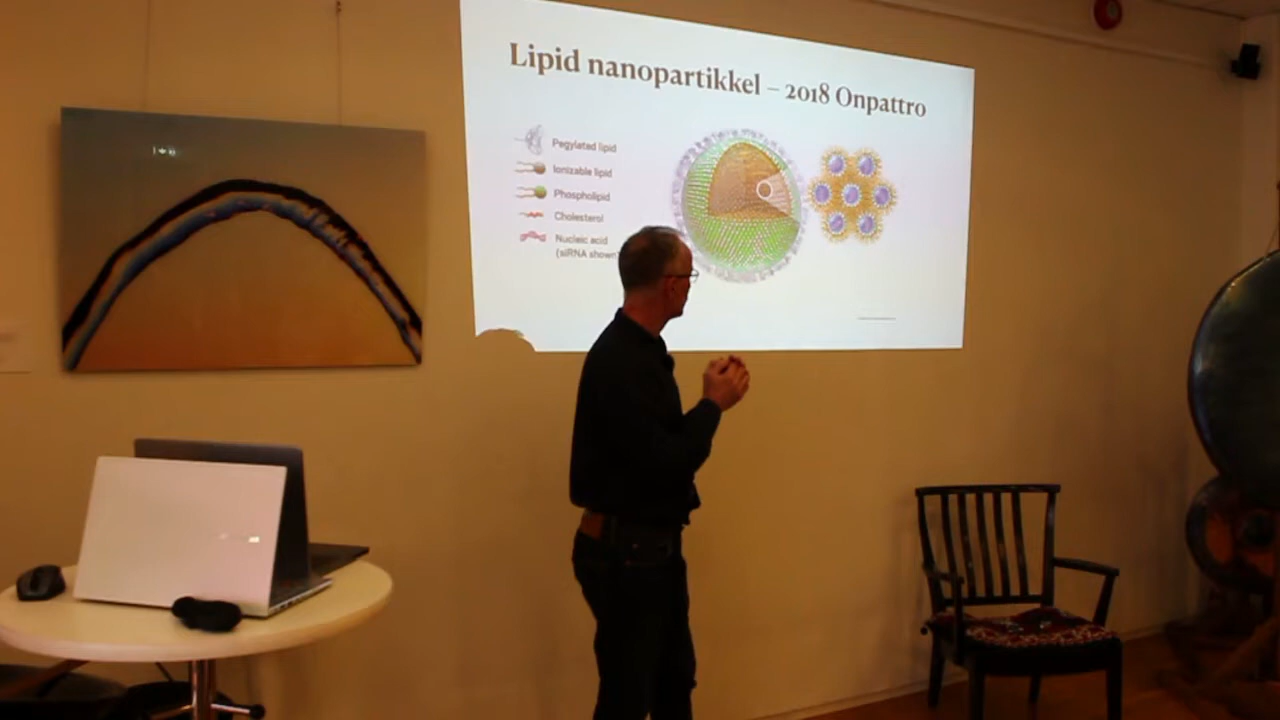 Lipid nanopartikkel – 2018 Onpattro
Pegylated lipid
Ionizable lipid
Phospholipid
Cholesterol
Nucleic acid
(siRNA shown